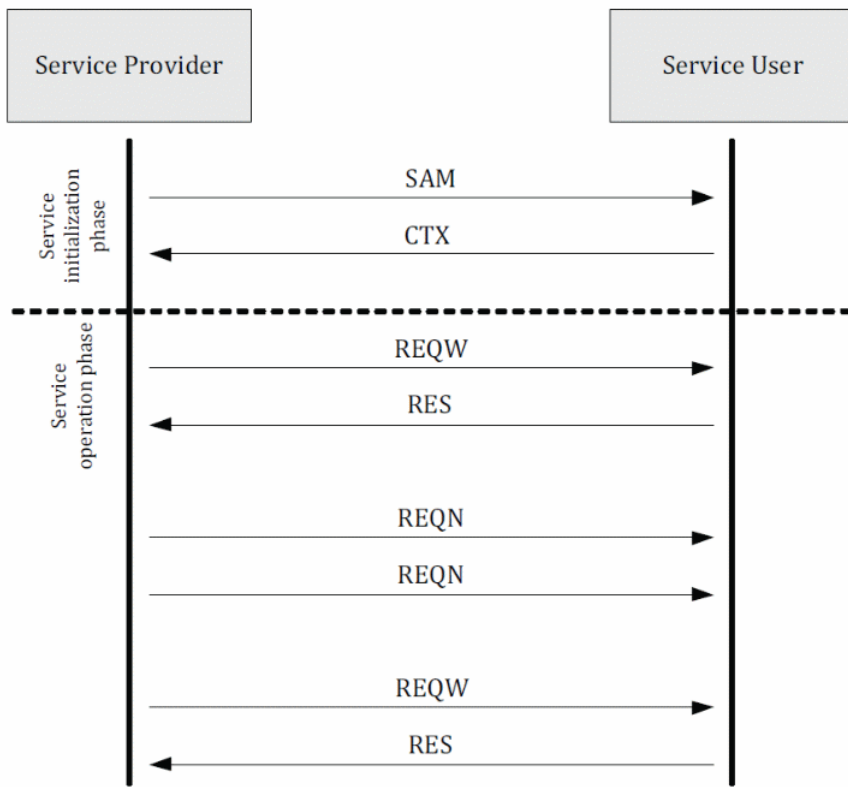 Service Provider
Service User
Service
initialization
phase
SAM
CTX
Service
operation phase
REQW
RES
REQN
REQN
REQW
RES